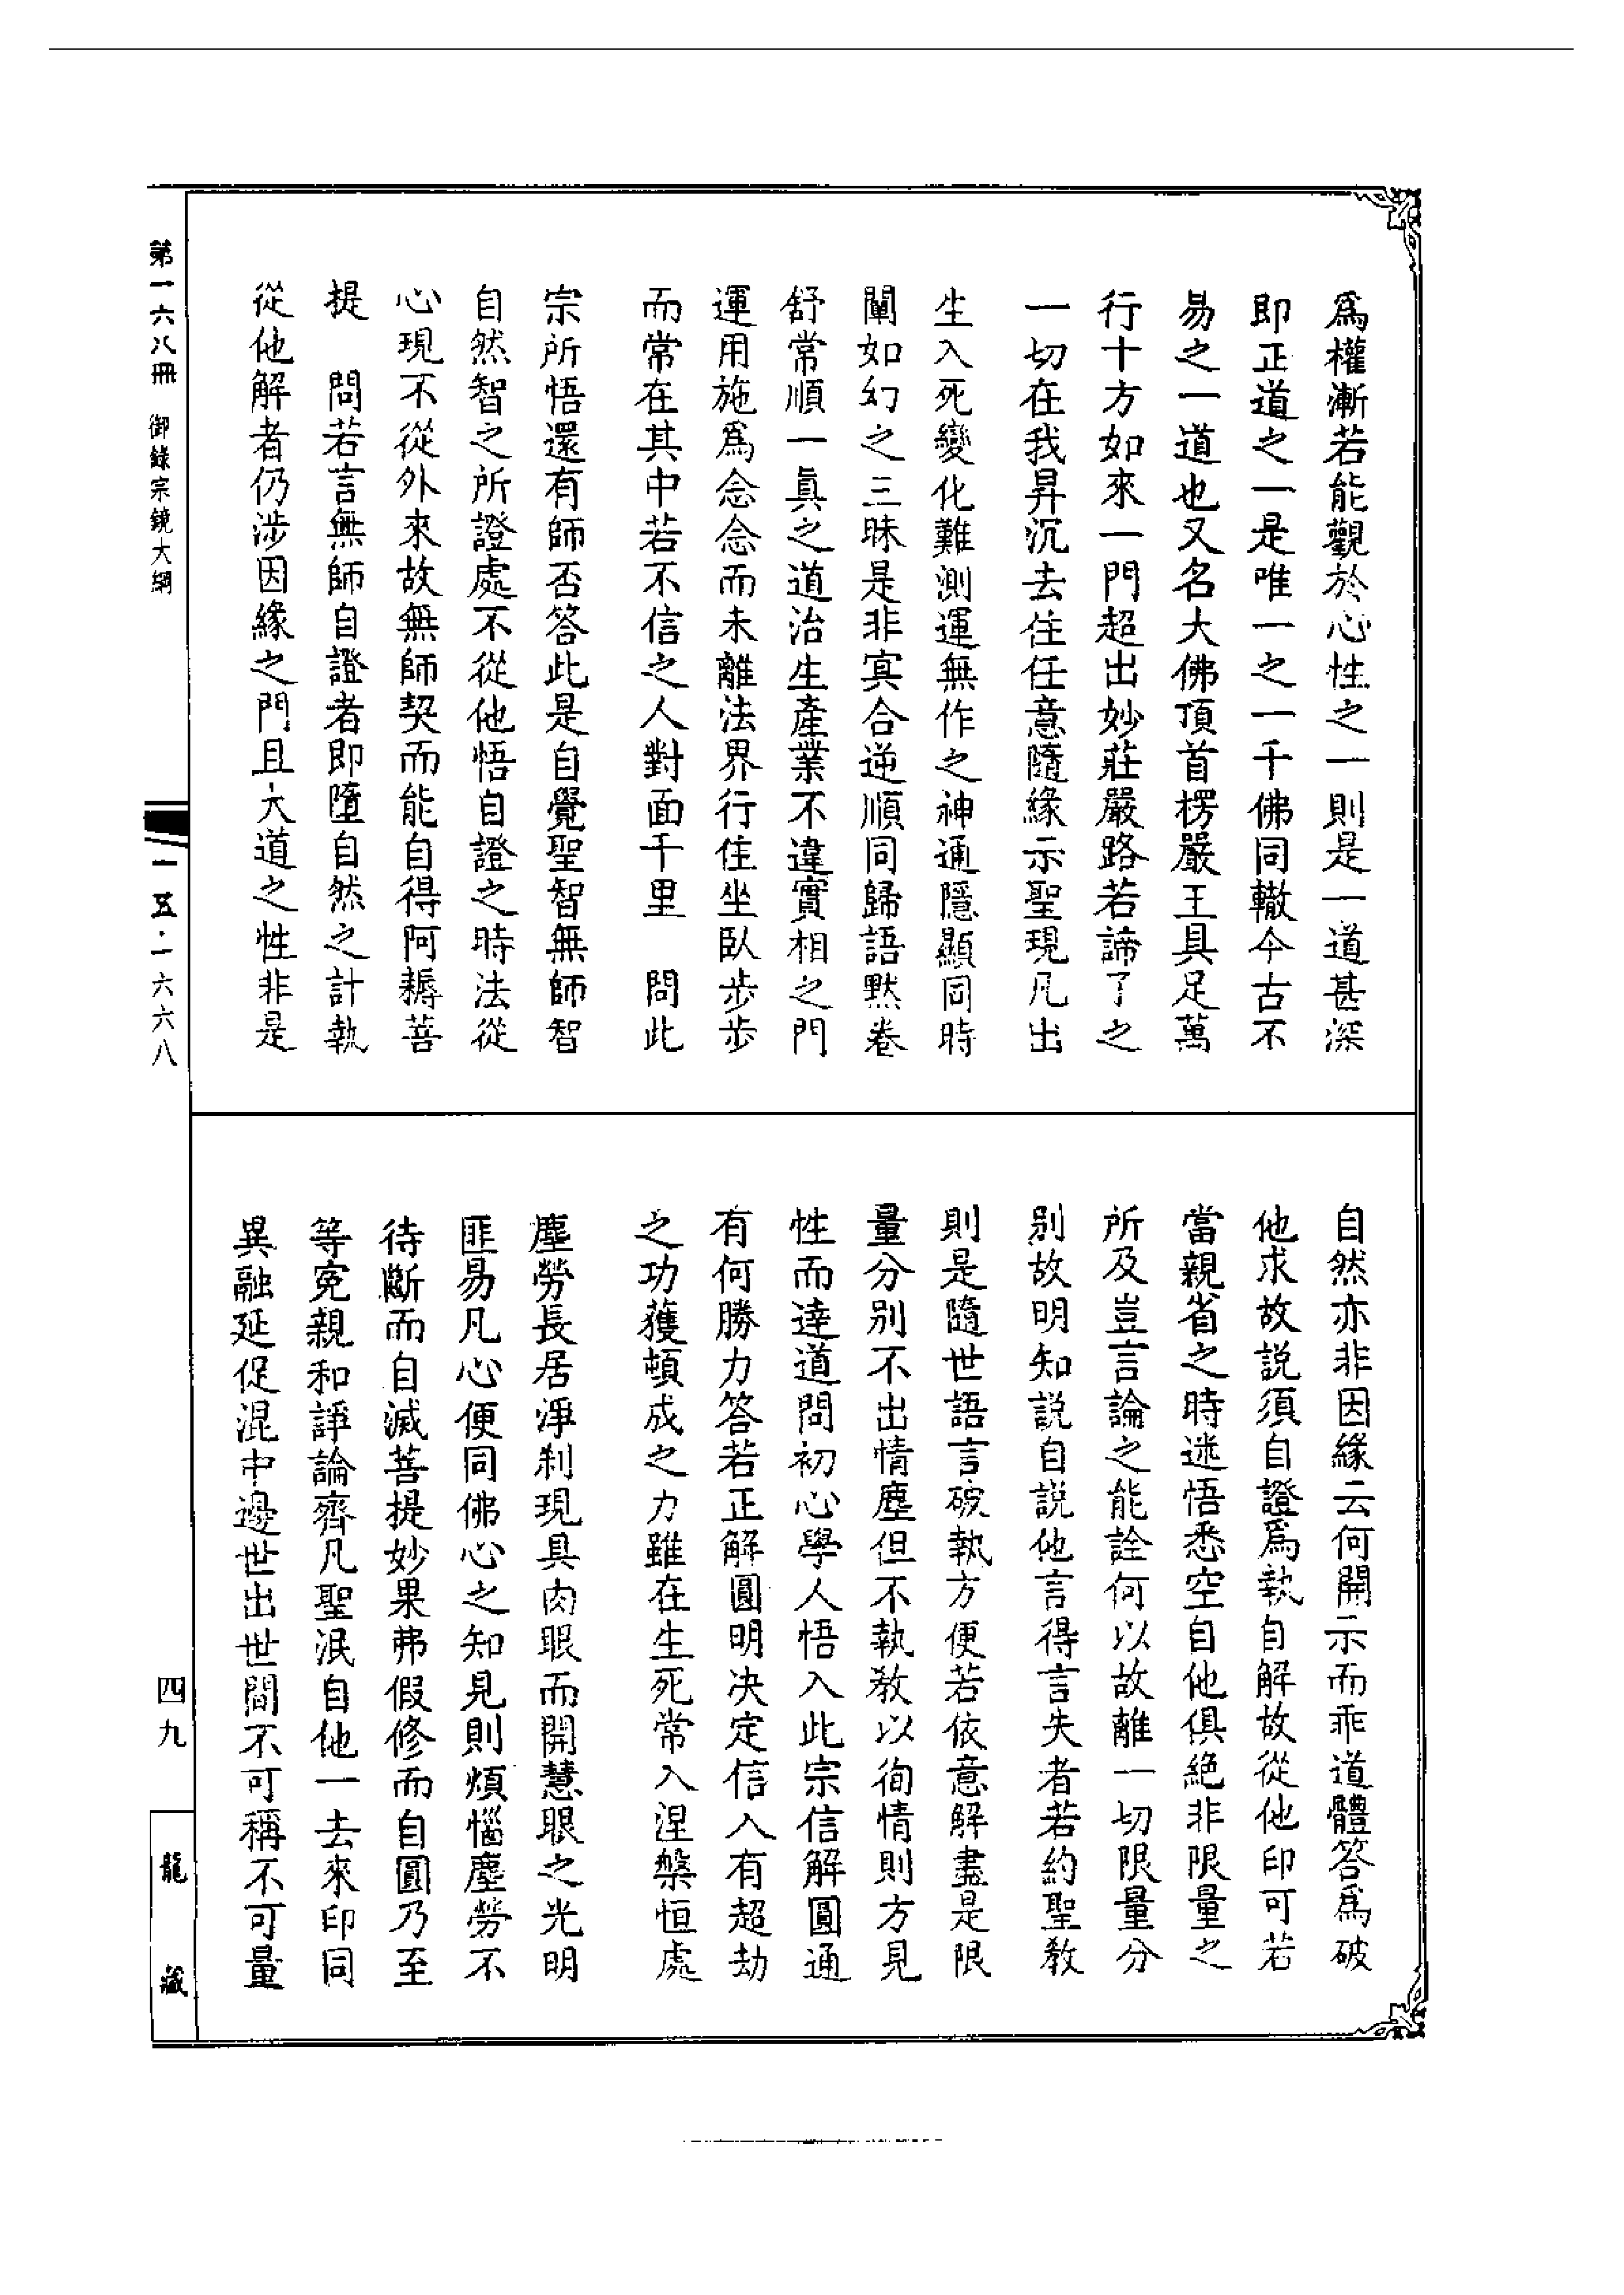 爲權漸若能觀於心性之一則是一道甚深
即正道之一是唯一之一千佛同轍今古不
易之一道也又名大佛頂首楞嚴王具足萬
行十方如來一門超出妙莊嚴路若諦了之
一切在我昇沉去住任意隨緣示聖現凡出
生入死變化難測運無作之神通隱顯同時
闡如幻之三昧是非寘合逆順同歸語默卷
舒常順一眞之道治生產業不違實相之門
運用施爲念念而未離法界行住坐臥步步
而常在其中若不信之人對面千里　問此
宗所悟還有師否答此是自覺聖智無師智
自然智之所證處不從他悟自證之時法從
心現不從外來故無師契而能自得阿耨菩
提　問若言無師自證者即墮自然之計執
從他解者仍涉因緣之門且大道之性非是
自然亦非因緣云何開示而乖道體答爲破
他求故説須自證爲執自解故從他印可若
當親省之時迷悟悉空自他俱絶非限量之
所及豈言論之能詮何以故離一切限量分
別故明知説自説他言得言失者若約聖教
則是隨世語言破執方便若依意解盡是限
量分別不出情塵但不執教以徇情則方見
性而達道問初心學人悟入此宗信解圓通
有何勝力答若正解圓明决定信入有超劫
之功獲頓成之力雖在生死常入涅槃恒處
塵勞長居淨刹現具肉眼而開慧眼之光明
匪易凡心便同佛心之知見則煩惱塵勞不
待斷而自滅菩提妙果弗假修而自圓乃至
等寃親和諍論齊凡聖泯自他一去來印同
異融延促混中邊世出世間不可稱不可量
第一六八冊　御錄宗鏡大綱
一五·一六六八
四九
龍藏